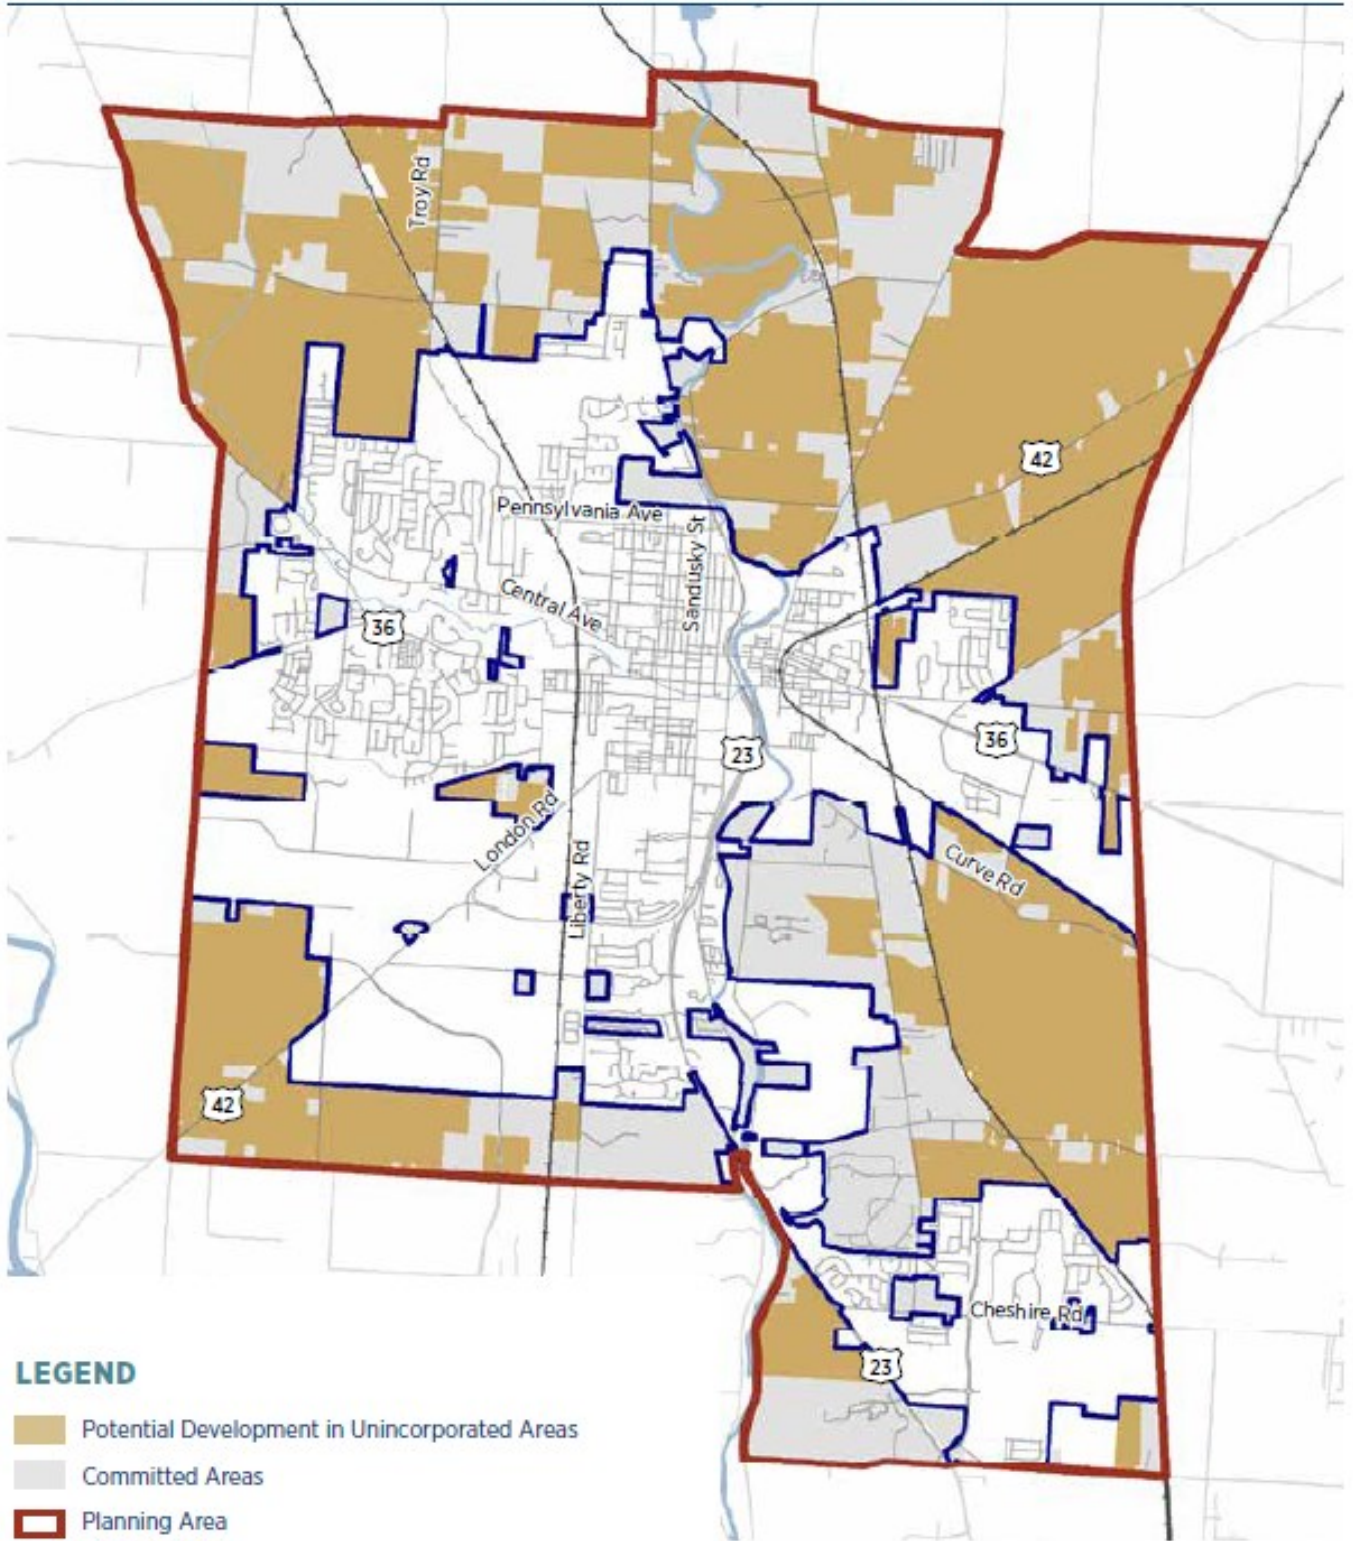 Troy Rd
42
Pennsylvania Ave
Sandusky St
Central Ave
36
36
23
London Rd
Curve Rd
Liberty Rd
42
Cheshire Rd
23
LEGEND
Potential Development in Unincorporated Areas
Committed Areas
Planning Area